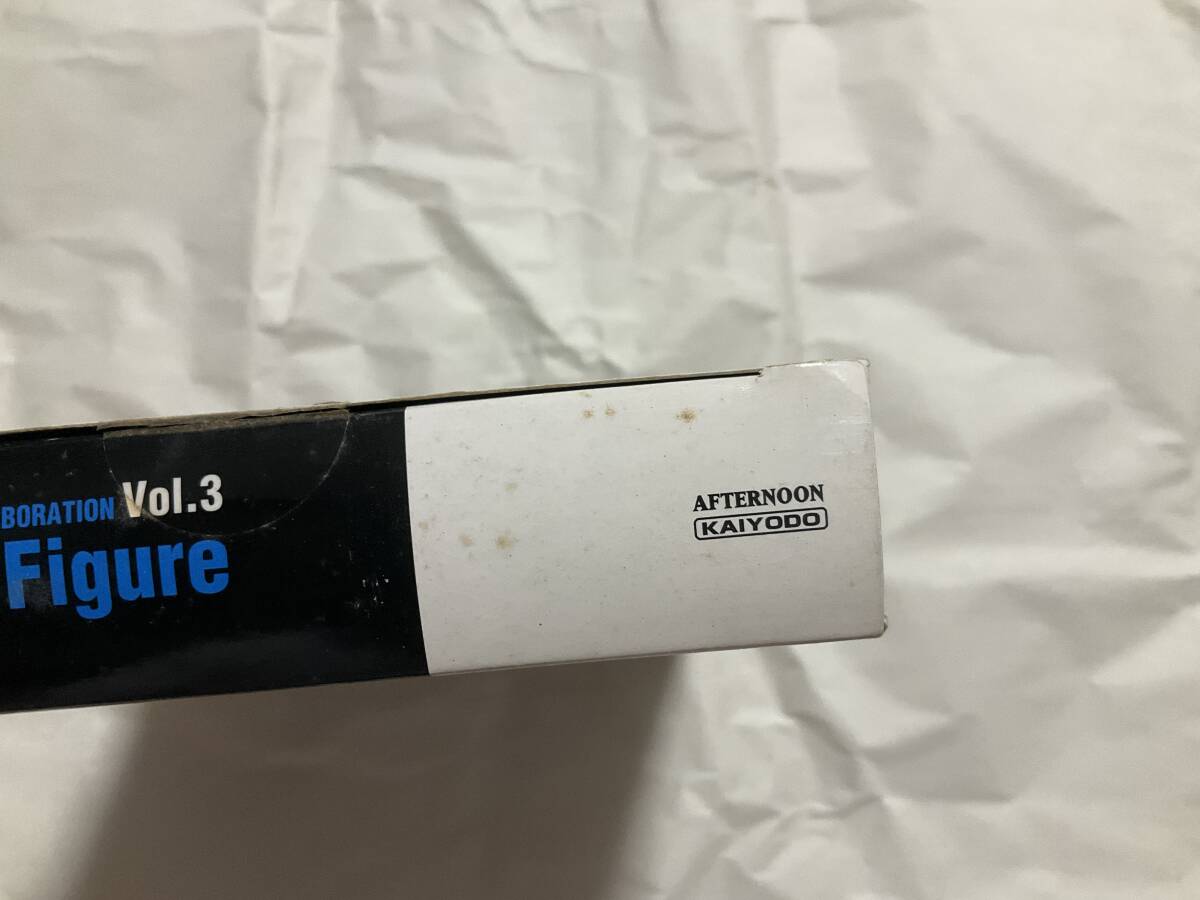 BORATION Vol.3
Figure
AFTERNOON
KAIYODO